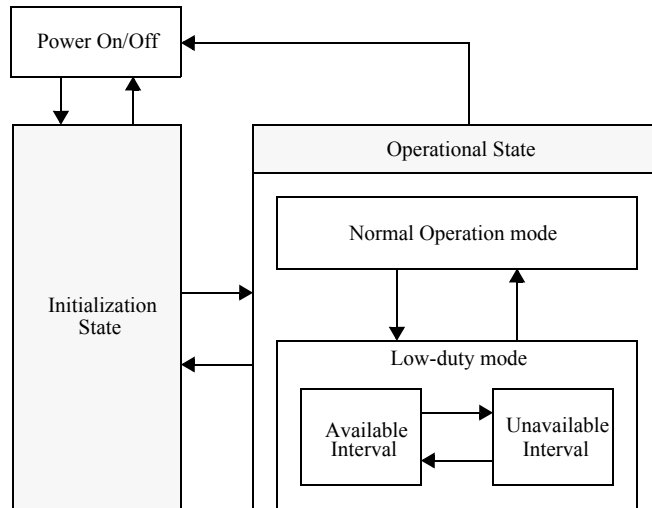 Power On/Off
Operational State
Normal Operation mode
Initialization
State
Low-duty mode
Available
Interval
Unavailable
Interval